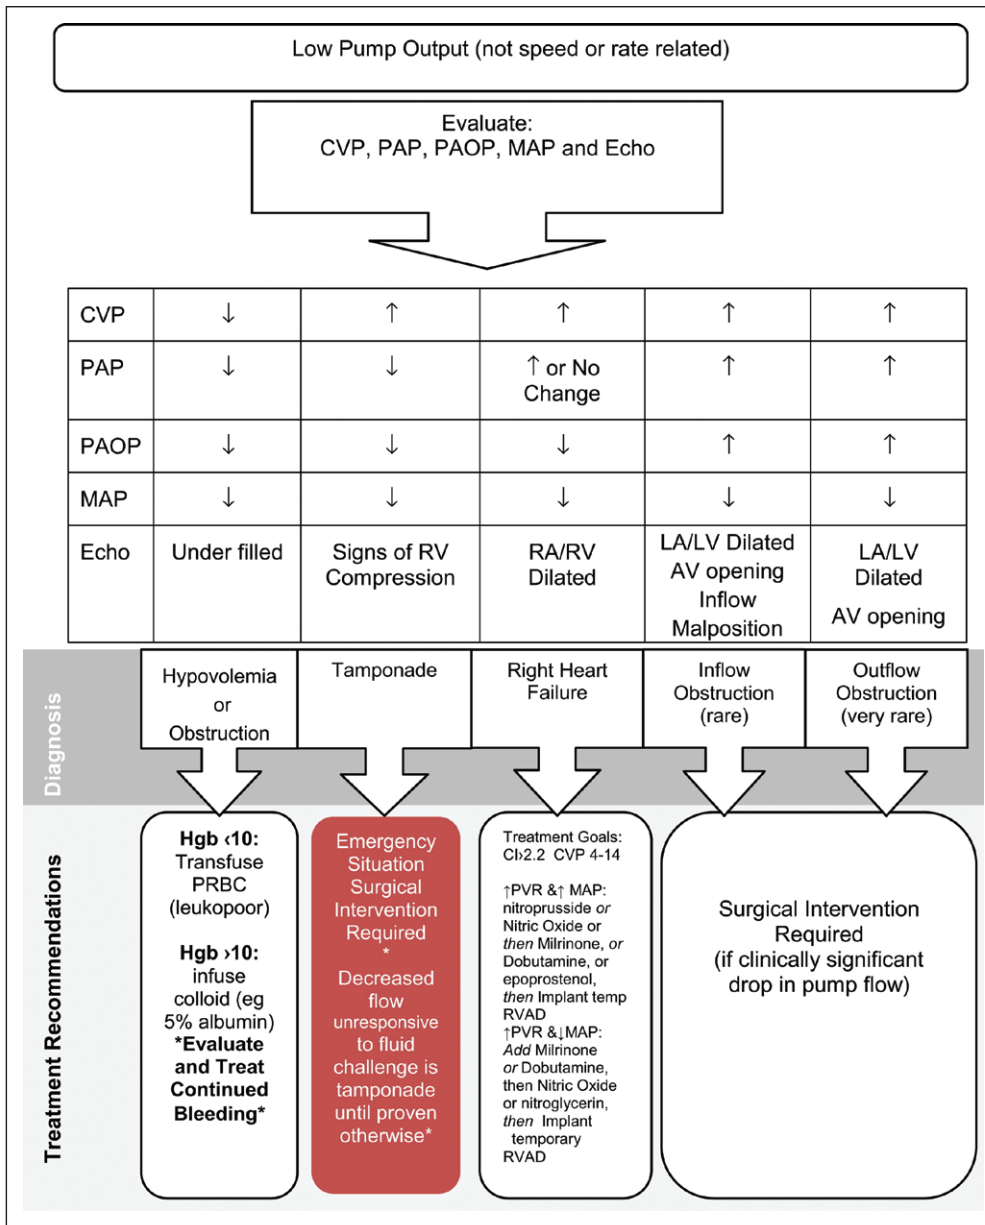 Low Pump Output (not speed or rate related)
Evaluate:
CVP, PAP, PAOP, MAP and Echo
CVP ↓ ↑ ↑ ↑ ↑
PAP ↓ ↓ ↑ or No Change ↑ ↑
PAOP ↓ ↓ ↓ ↑ ↑
MAP ↓ ↓ ↓ ↓ ↓
Echo
Under filled
Signs of RV
Compression
RA/RV
Dilated
LA/LV Dilated
AV opening
Inflow
Malposition
LA/LV
Dilated
AV opening
Diagnosis
Hypovolemia
or
Obstruction
Tamponade
Right Heart
Failure
Inflow
Obstruction
(rare)
Outflow
Obstruction
(very rare)
Treatment Recommendations
Hgb ‹10:
Transfuse
PRBC
(leukopoor)
Hgb ›10:
infuse
colloid (eg
5% albumin)
*Evaluate
and Treat
Continued
Bleeding*
Emergency
Situation
Surgical
Intervention
Required
*
Decreased
flow
unresponsive
to fluid
challenge is
tamponade
until proven
otherwise*
Treatment Goals:
CI›2.2 CVP 4-14
↑PVR &↑ MAP:
nitroprusside or
Nitric Oxide or
then Milrinone, or
Dobutamine, or
epoprostenol,
then Implant temp
RVAD
↑PVR &↓MAP:
Add Milrinone
or Dobutamine,
then Nitric Oxide
or nitroglycerin,
then Implant
temporary
RVAD
Surgical Intervention
Required
(if clinically significant
drop in pump flow)